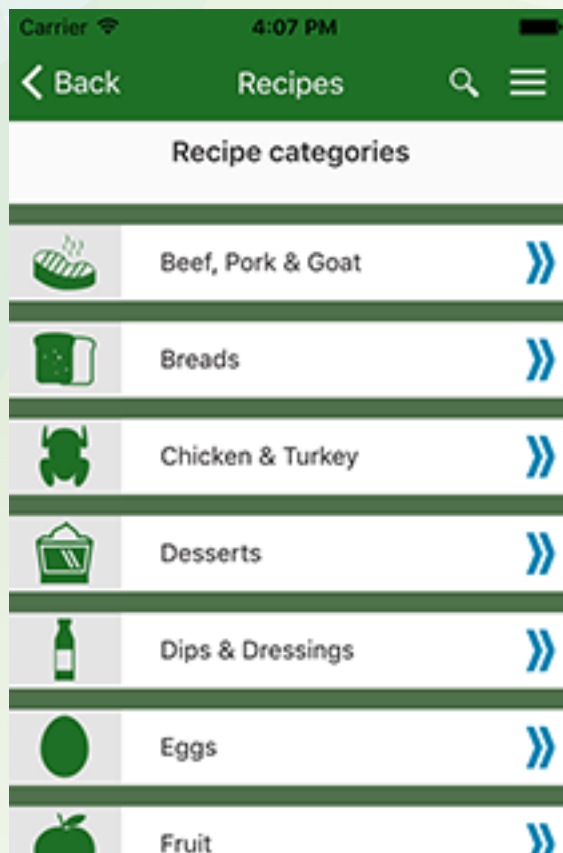 Carrier 4:07 PM
Back Recipes
Recipe categories
Beef, Pork & Goat
Breads
Chicken & Turkey
Desserts
Dips & Dressings
Eggs
Fruit